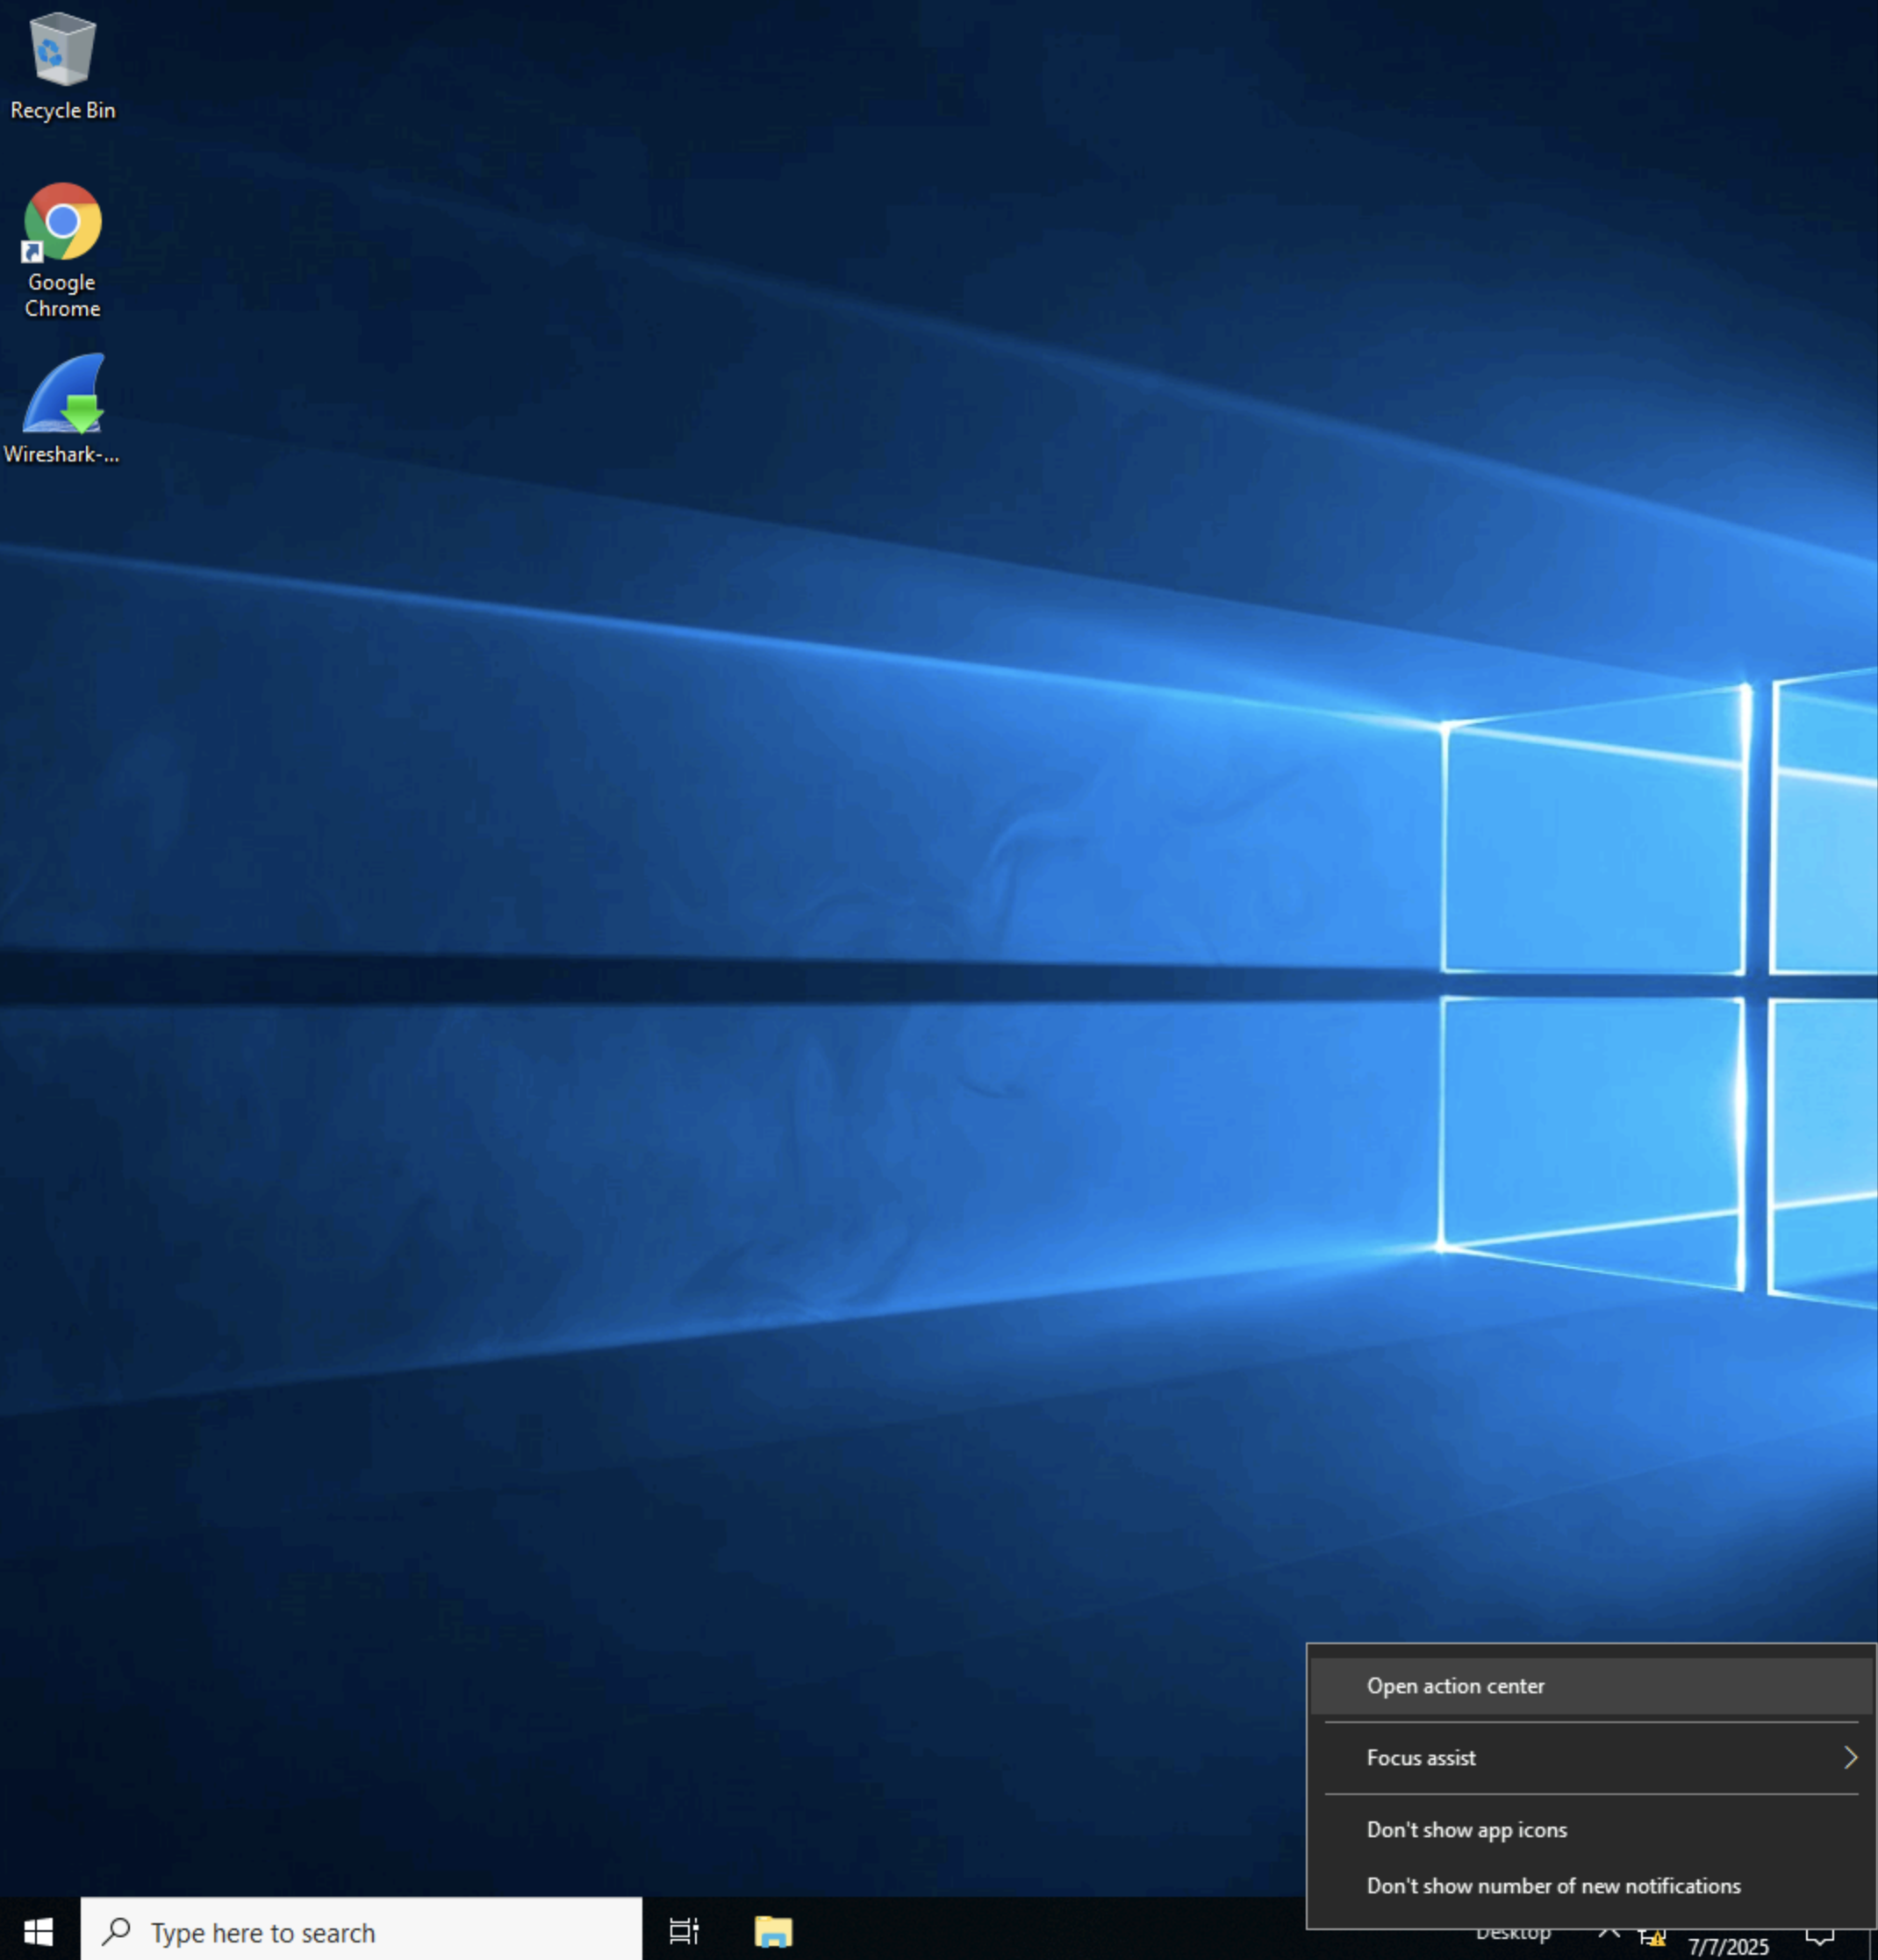 Recycle Bin
Google
Chrome
Wireshark-...
Open action center
Focus assist
Don't show app icons
Don't show number of new notifications
Type here to search
Desktop
7/7/2025